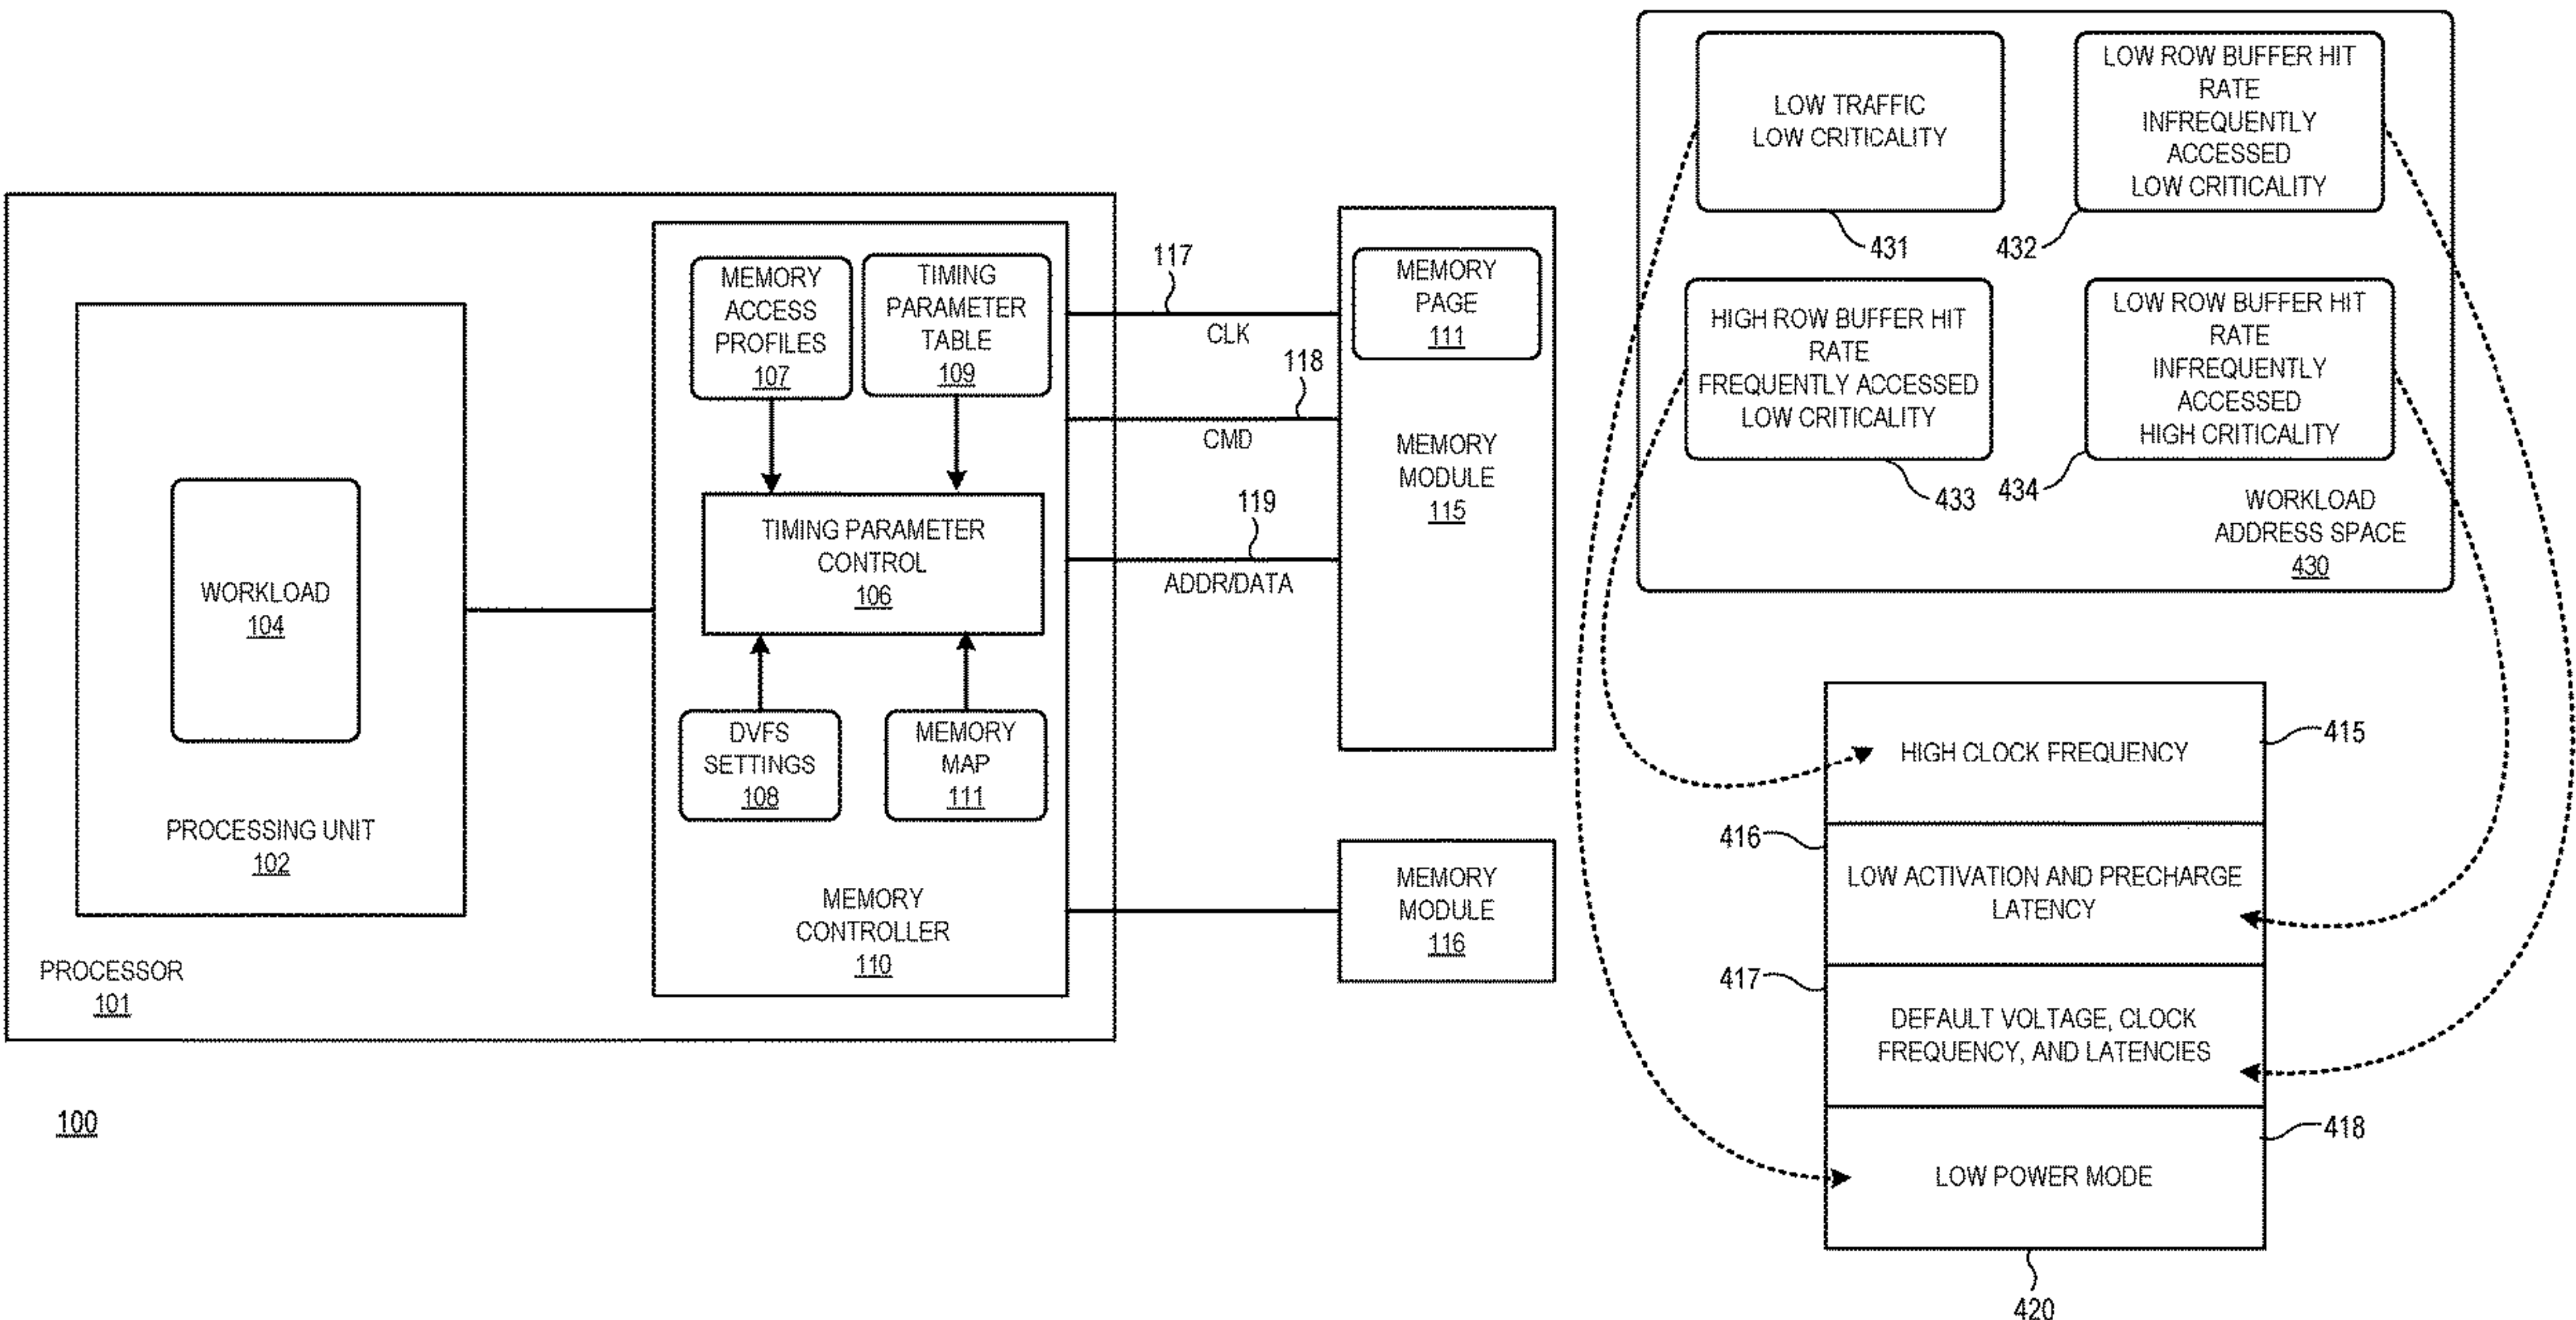 WORKLOAD
104
PROCESSING UNIT
102
PROCESSOR
101
100
MEMORY
ACCESS
PROFILES
107
TIMING
PARAMETER
TABLE
109
TIMING PARAMETER
CONTROL
106
DVFS
SETTINGS
108
MEMORY
MAP
111
MEMORY
CONTROLLER
110
117
CLK
118
CMD
119
ADDR/DATA
MEMORY
PAGE
111
MEMORY
MODULE
115
MEMORY
MODULE
116
LOW TRAFFIC
LOW CRITICALITY
431
LOW ROW BUFFER HIT
RATE
INFREQUENTLY
ACCESSED
LOW CRITICALITY
432
HIGH ROW BUFFER HIT
RATE
FREQUENTLY ACCESSED
LOW CRITICALITY
433
LOW ROW BUFFER HIT
RATE
INFREQUENTLY
ACCESSED
HIGH CRITICALITY
434
WORKLOAD
ADDRESS SPACE
430
HIGH CLOCK FREQUENCY
415
416
LOW ACTIVATION AND PRECHARGE
LATENCY
417
DEFAULT VOLTAGE, CLOCK
FREQUENCY, AND LATENCIES
418
LOW POWER MODE
420